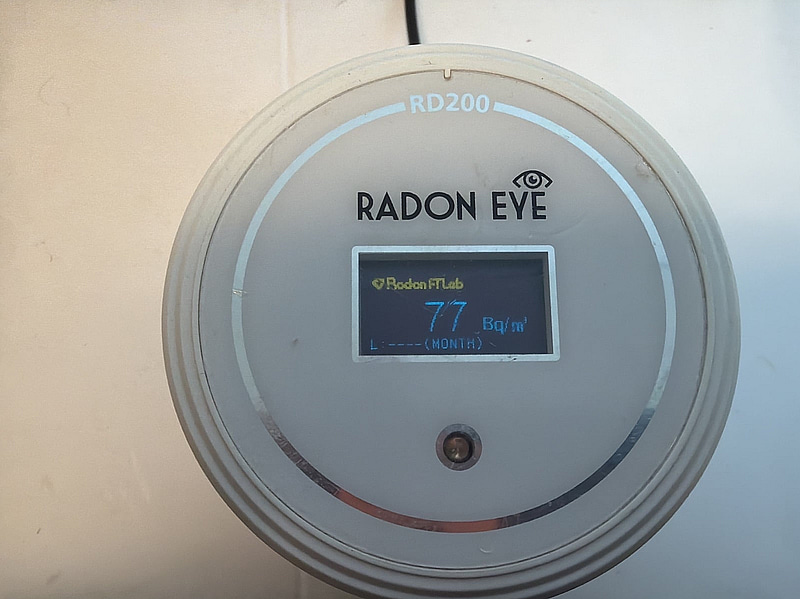 RD200
RADON EYE
RadonFTLab
77 Bq/m³
L:----(MONTH)